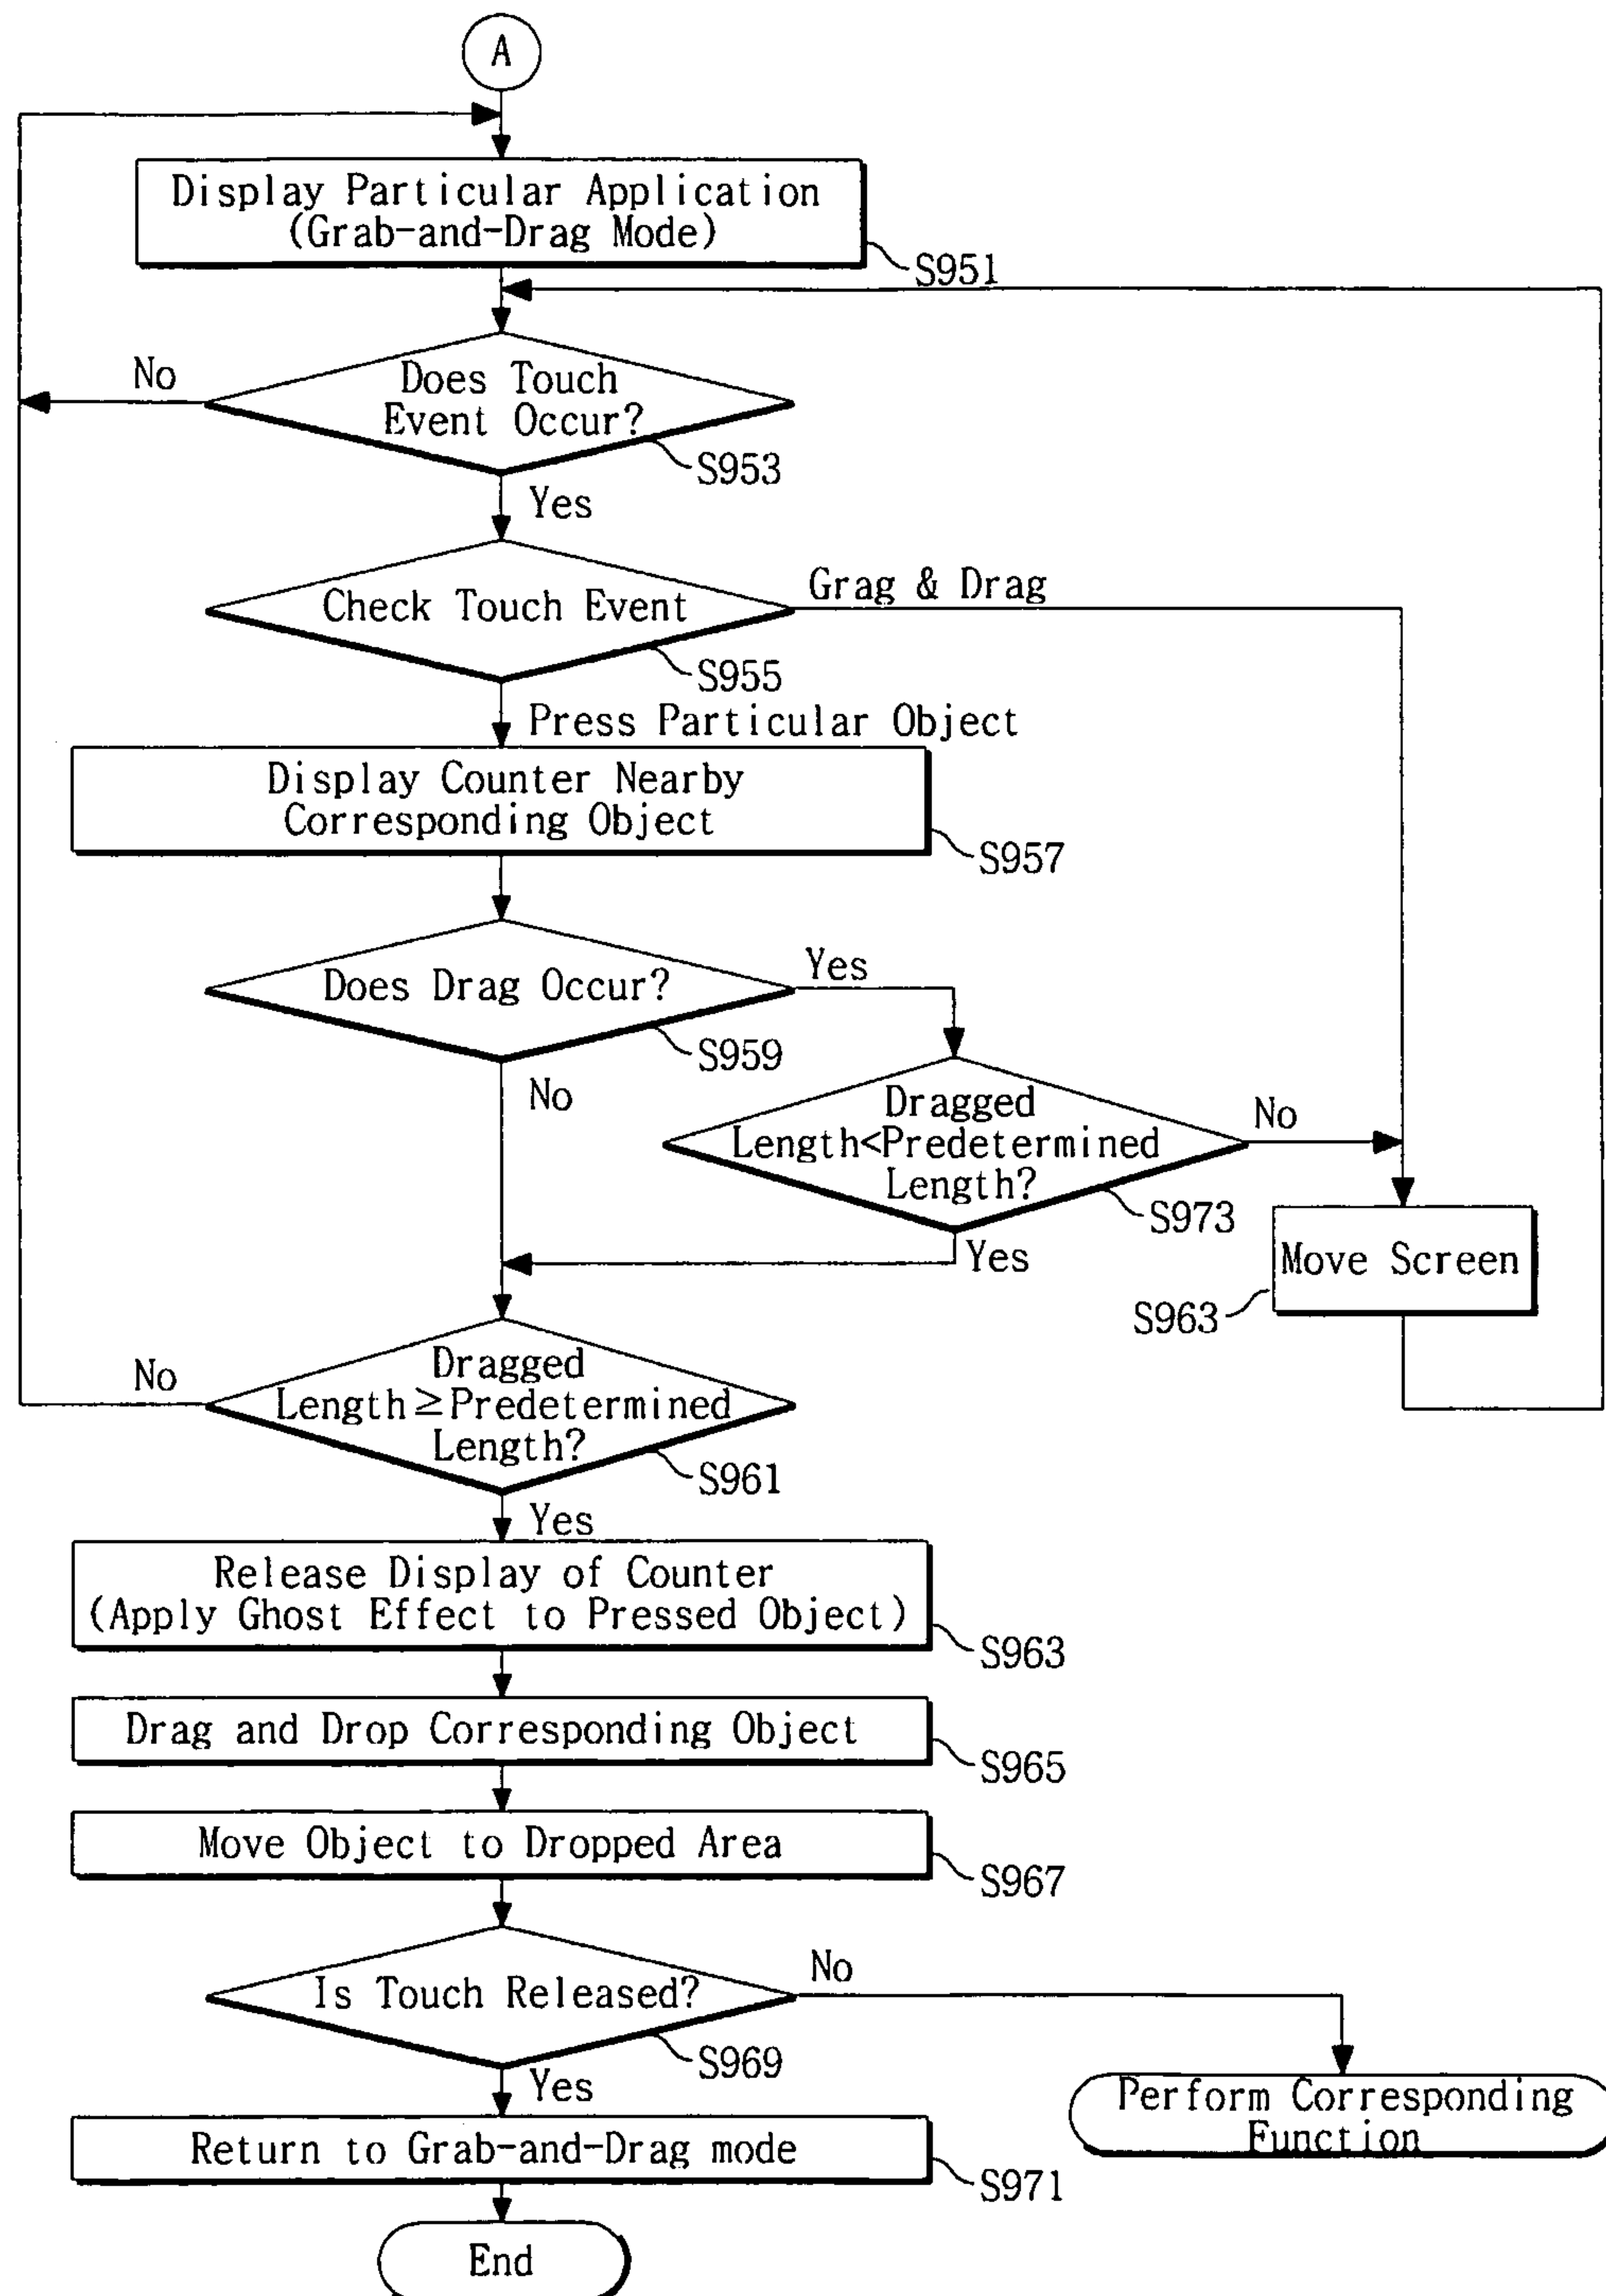 A
Display Particular Application
(Grab-and-Drag Mode)
S951
Does Touch
Event Occur?
No
S953
Yes
Check Touch Event
Grag & Drag
S955
Press Particular Object
Display Counter Nearby
Corresponding Object
S957
Does Drag Occur?
Yes
S959
No
Dragged
Length<Predetermined
Length?
No
S973
Yes
Move Screen
S963
Dragged
Length≥Predetermined
Length?
No
S961
Yes
Release Display of Counter
(Apply Ghost Effect to Pressed Object)
S963
Drag and Drop Corresponding Object
S965
Move Object to Dropped Area
S967
Is Touch Released?
No
S969
Yes
Perform Corresponding
Function
Return to Grab-and-Drag mode
S971
End